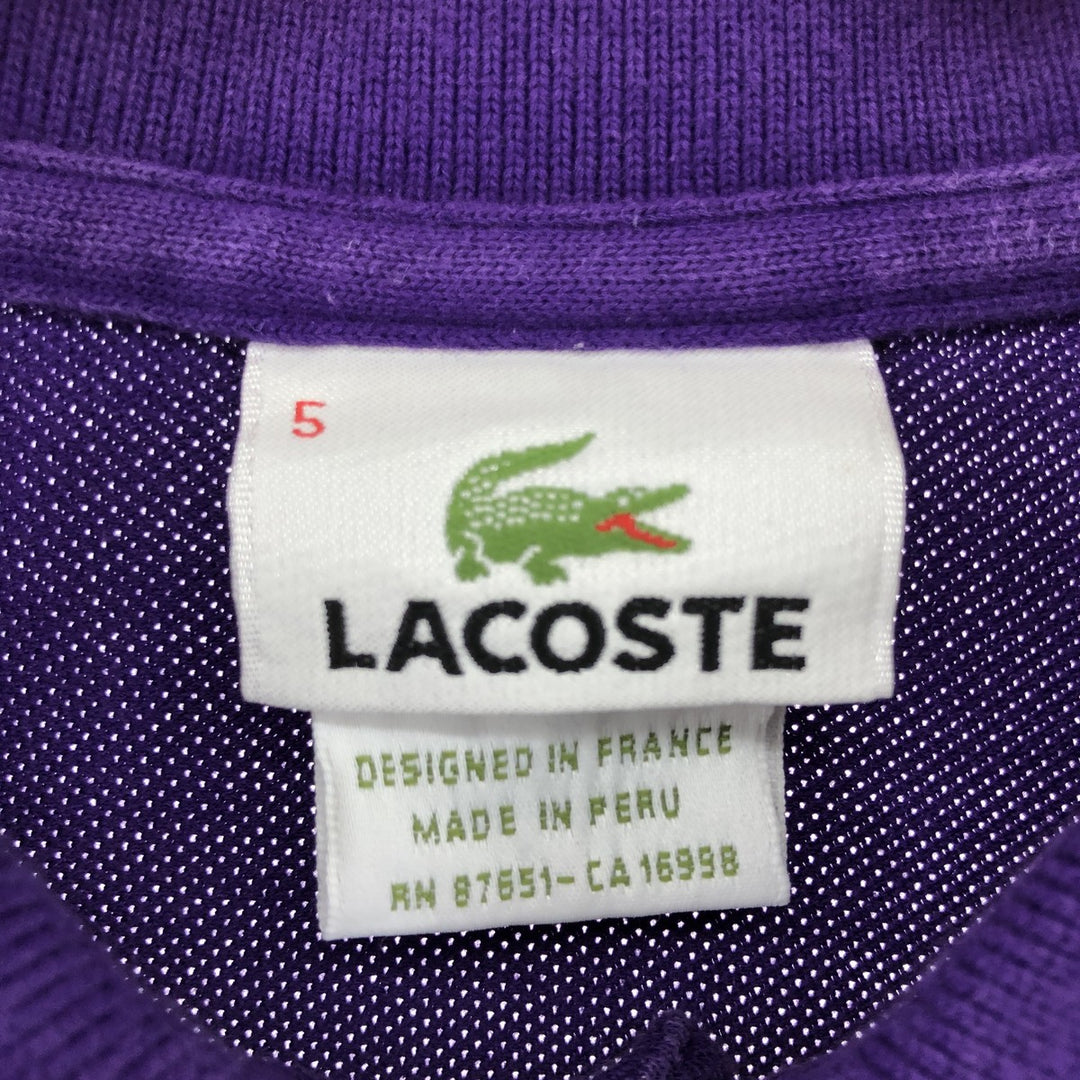 5
LACOSTE
DESIGNED IN FRANCE
MADE IN PERU
RN 87651-CA 16998